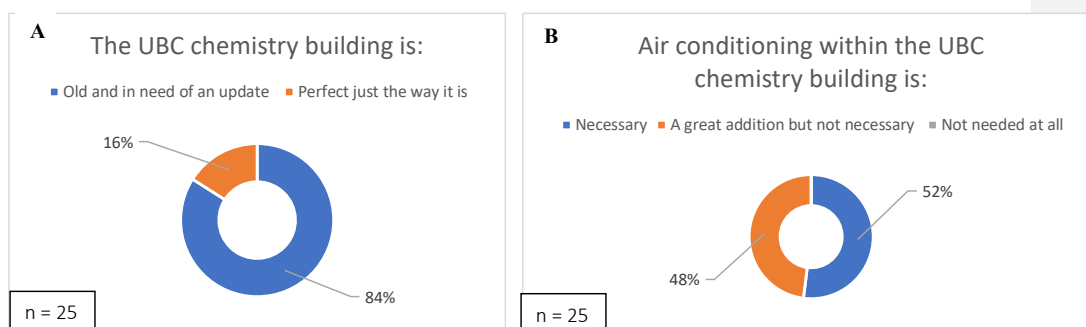 A
The UBC chemistry building is:
Old and in need of an update Perfect just the way it is
16%
84%
n = 25
B
Air conditioning within the UBC
chemistry building is:
Necessary A great addition but not necessary Not needed at all
52%
48%
n = 25